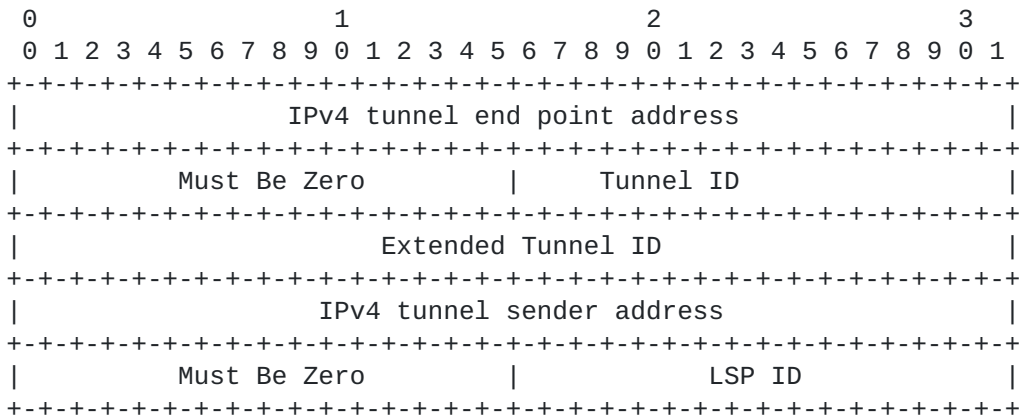 0                   1                   2                   3
 0 1 2 3 4 5 6 7 8 9 0 1 2 3 4 5 6 7 8 9 0 1 2 3 4 5 6 7 8 9 0 1
+-+-+-+-+-+-+-+-+-+-+-+-+-+-+-+-+-+-+-+-+-+-+-+-+-+-+-+-+-+-+-+-+
|                 IPv4 tunnel end point address                 |
+-+-+-+-+-+-+-+-+-+-+-+-+-+-+-+-+-+-+-+-+-+-+-+-+-+-+-+-+-+-+-+-+
|          Must Be Zero         |     Tunnel ID                 |
+-+-+-+-+-+-+-+-+-+-+-+-+-+-+-+-+-+-+-+-+-+-+-+-+-+-+-+-+-+-+-+-+
|                       Extended Tunnel ID                      |
+-+-+-+-+-+-+-+-+-+-+-+-+-+-+-+-+-+-+-+-+-+-+-+-+-+-+-+-+-+-+-+-+
|                   IPv4 tunnel sender address                  |
+-+-+-+-+-+-+-+-+-+-+-+-+-+-+-+-+-+-+-+-+-+-+-+-+-+-+-+-+-+-+-+-+
|          Must Be Zero         |            LSP ID             |
+-+-+-+-+-+-+-+-+-+-+-+-+-+-+-+-+-+-+-+-+-+-+-+-+-+-+-+-+-+-+-+-+